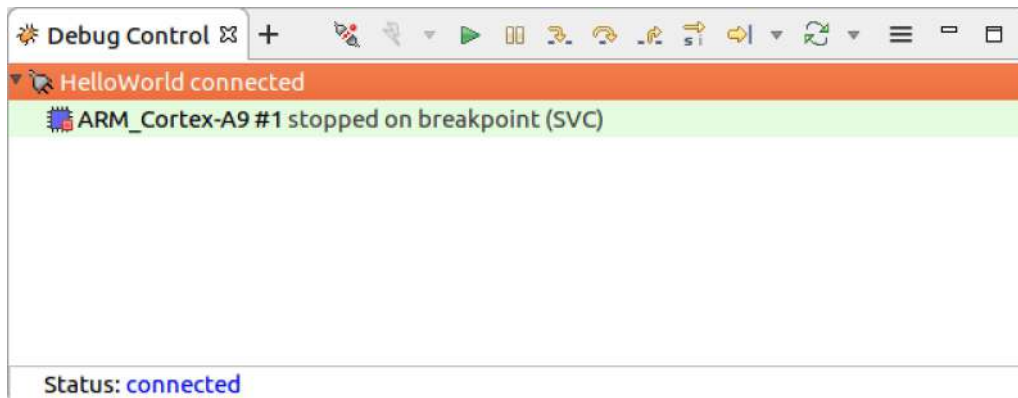 Debug Control
HelloWorld connected
ARM_Cortex-A9 #1 stopped on breakpoint (SVC)
Status: connected